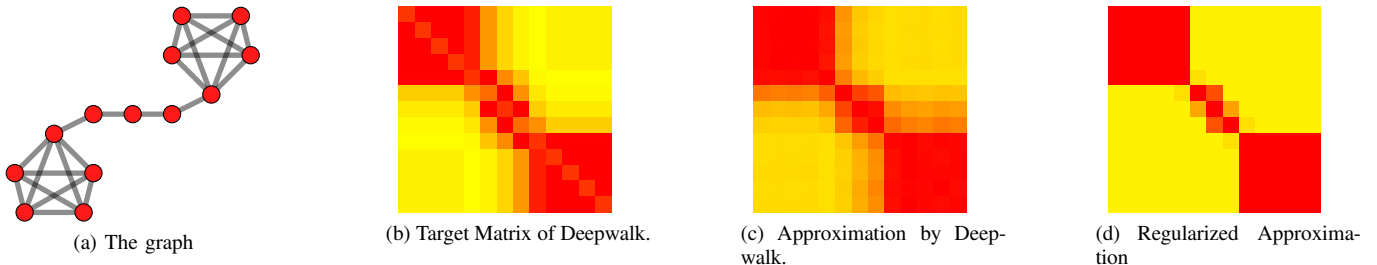 (a) The graph
(b) Target Matrix of Deepwalk.
(c) Approximation by Deep-
walk.
(d) Regularized Approxima-
tion